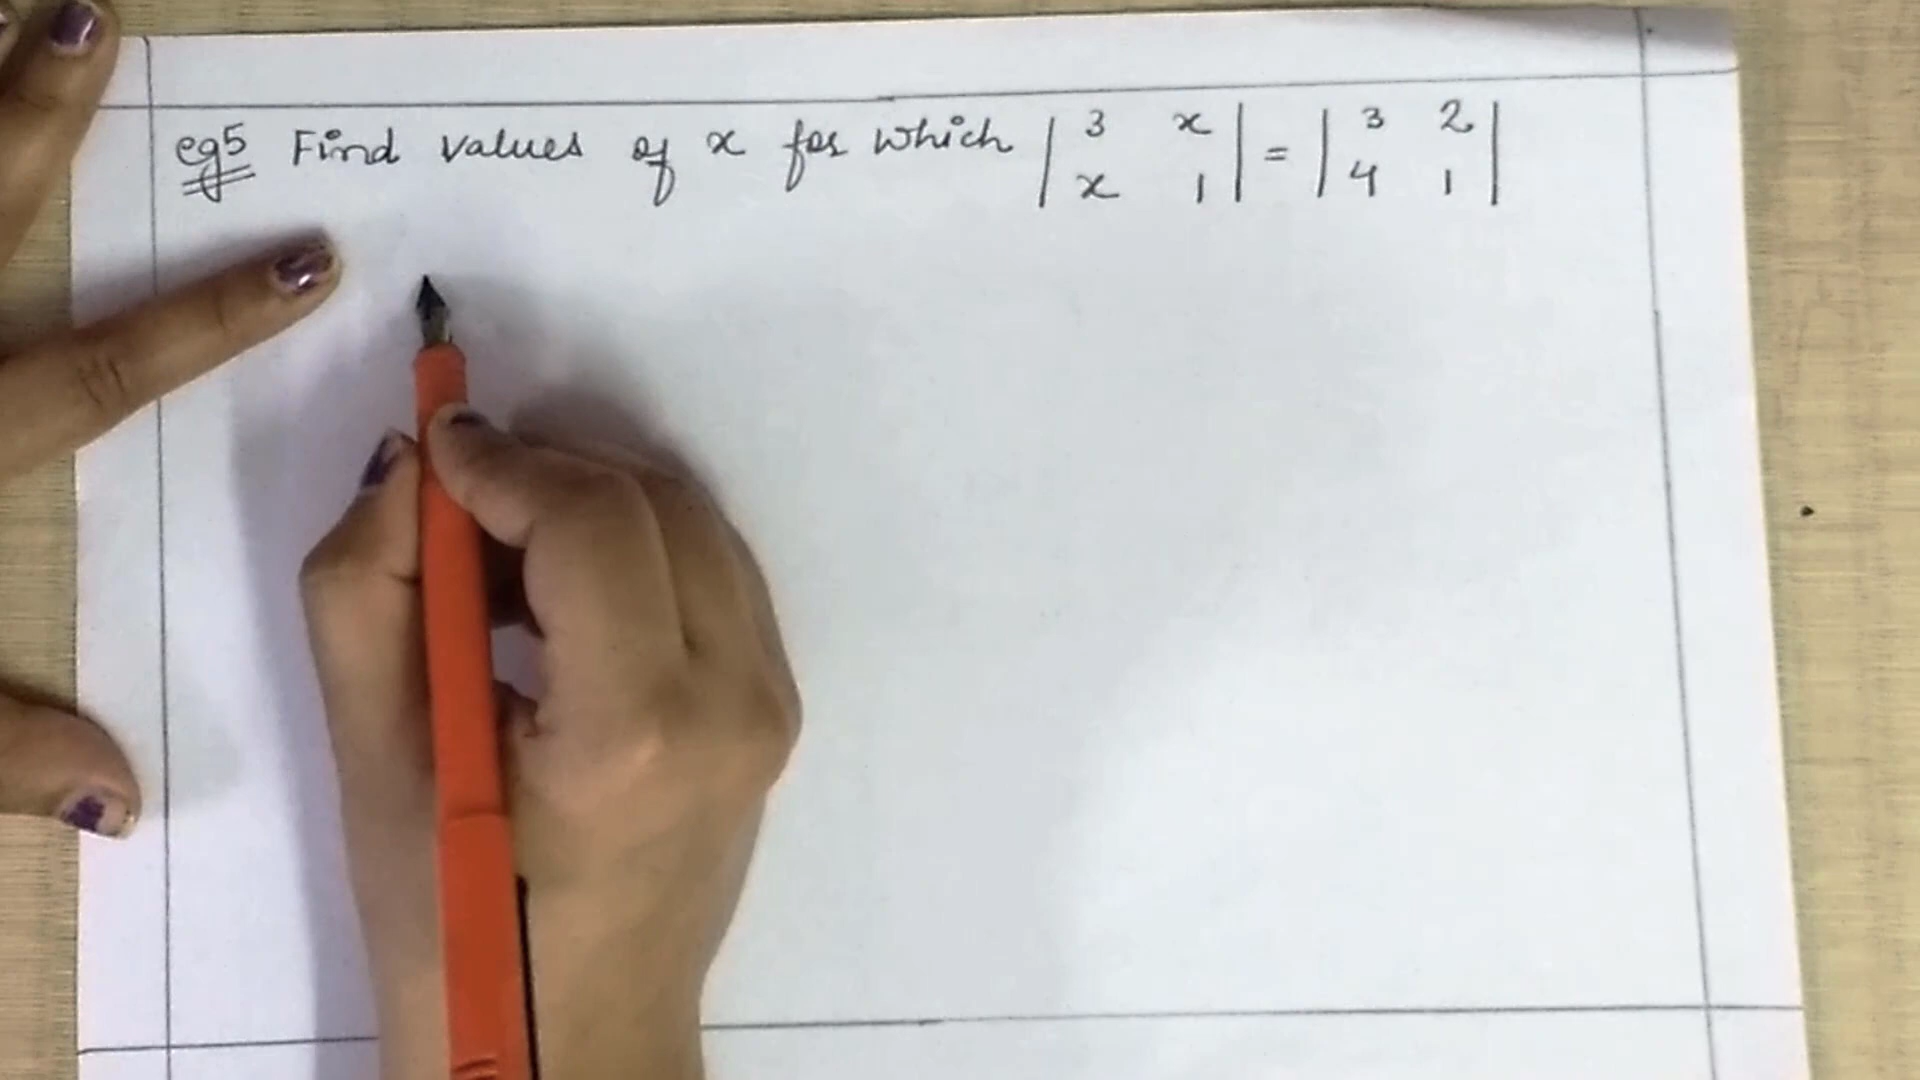 eg5 Find values of x for which | 3 x | = | 3 2 |
| x 1 | | 4 1 |